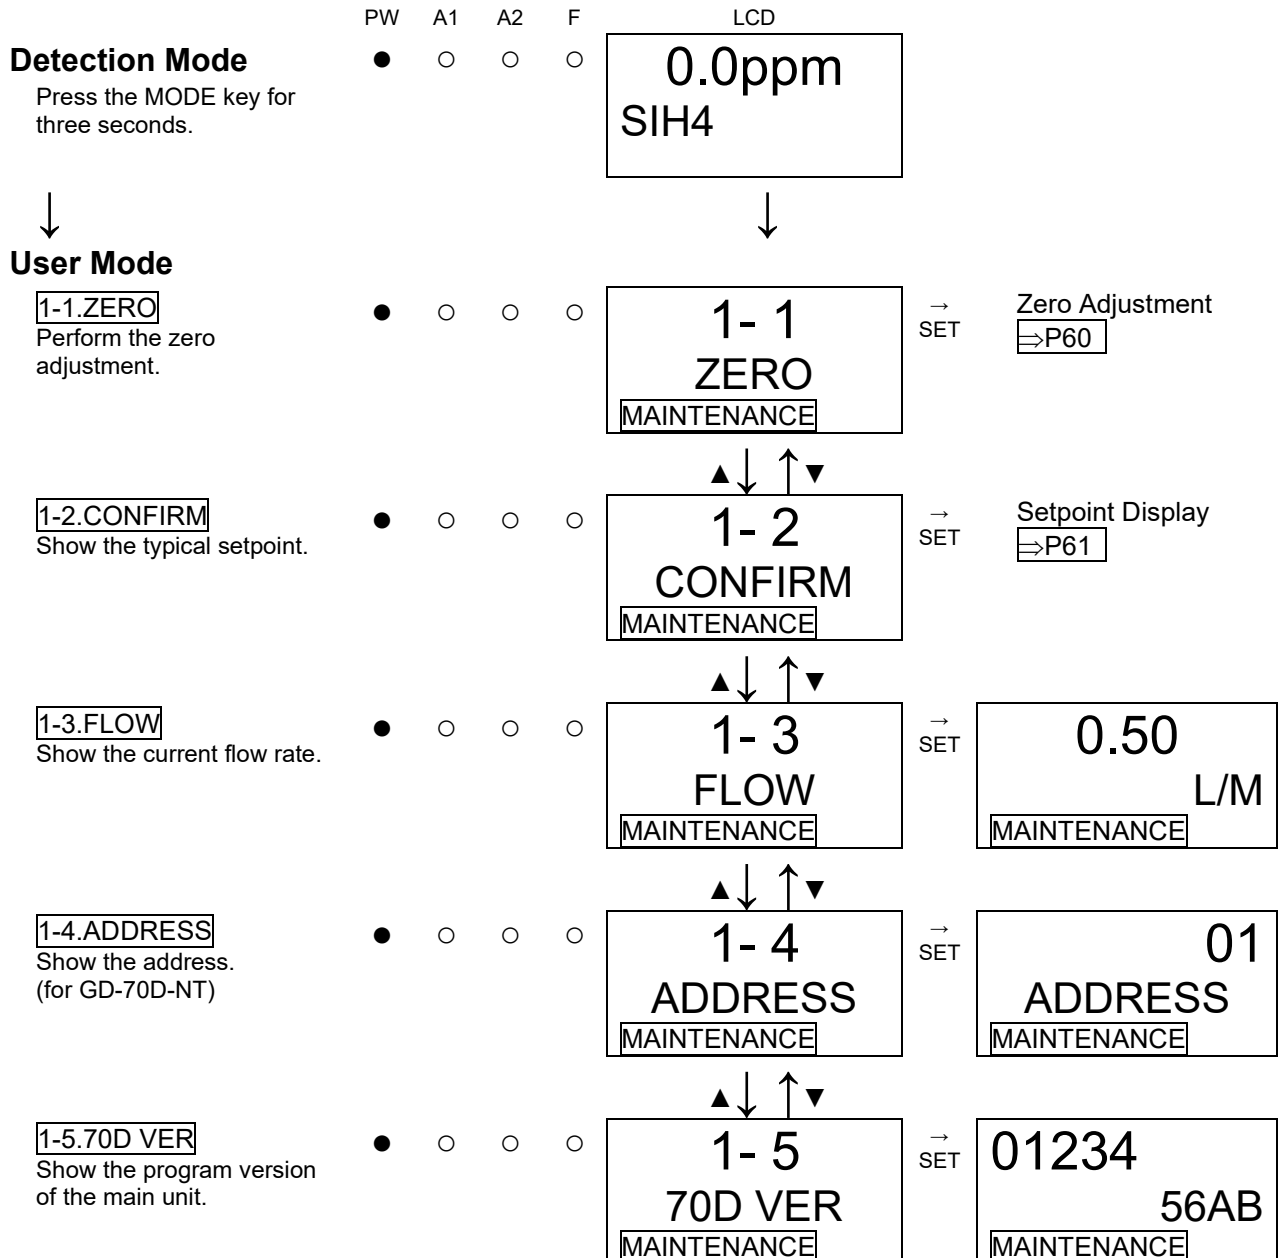 PW A1 A2 F LCD
Detection Mode ● ○ ○ ○ 0.0ppm
Press the MODE key for
three seconds.
SIH4
↓ ↓
User Mode
1-1.ZERO
Perform the zero
adjustment.
● ○ ○ ○
1- 1
ZERO
MAINTENANCE
→
SET
Zero Adjustment
⇒P60
▲↓ ↑▼
1-2.CONFIRM
Show the typical setpoint.
● ○ ○ ○
1- 2
CONFIRM
MAINTENANCE
→
SET
Setpoint Display
⇒P61
▲↓ ↑▼
1-3.FLOW
Show the current flow rate.
● ○ ○ ○
1- 3
FLOW
MAINTENANCE
→
SET
0.50
L/M
MAINTENANCE
▲↓ ↑▼
1-4.ADDRESS
Show the address.
(for GD-70D-NT)
● ○ ○ ○
1- 4
ADDRESS
MAINTENANCE
→
SET
01
ADDRESS
MAINTENANCE
▲↓ ↑▼
1-5.70D VER
Show the program version
of the main unit.
● ○ ○ ○
1- 5
70D VER
MAINTENANCE
→
SET
01234
56AB
MAINTENANCE